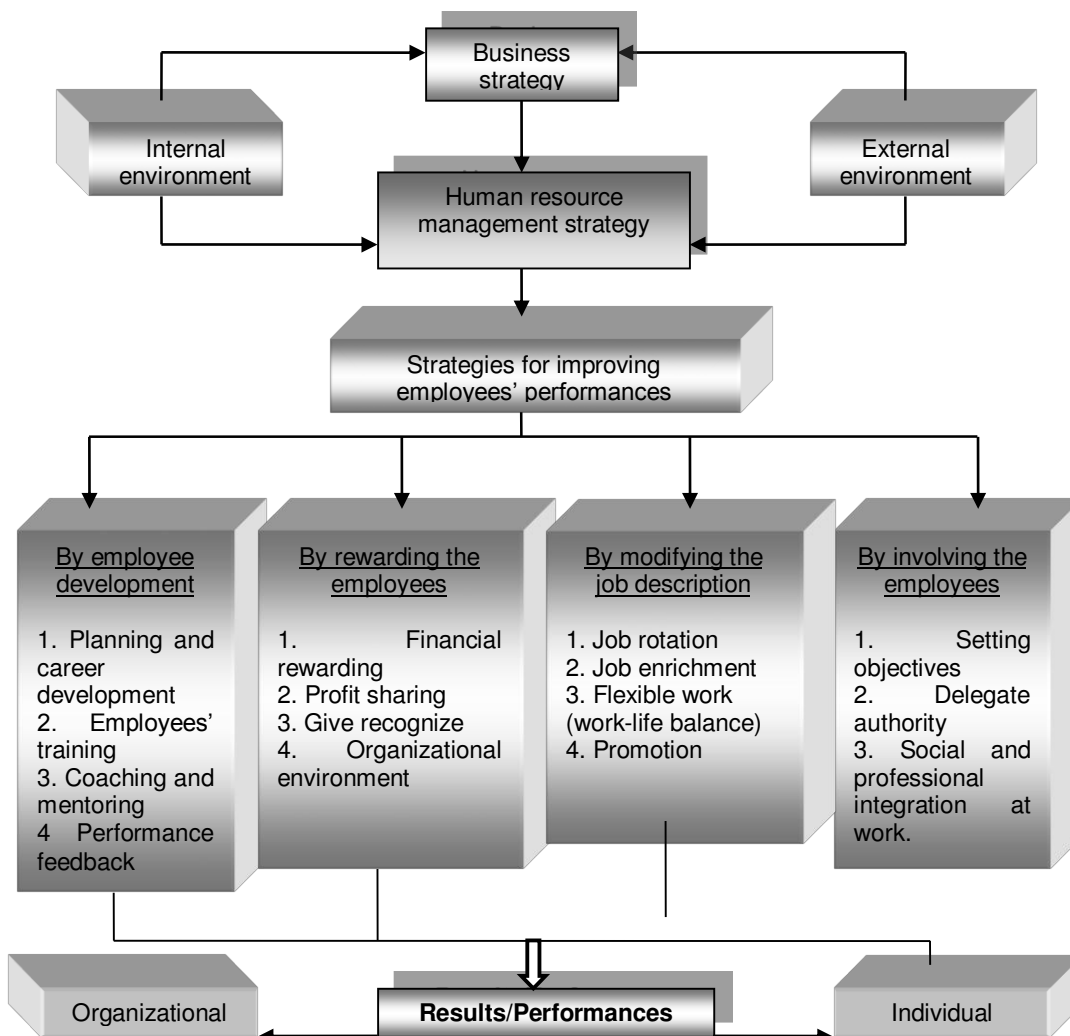 Business
strategy
Internal
environment
External
environment
Human resource
management strategy
Strategies for improving
employees’ performances
By employee
development
1. Planning and
career
development
2. Employees’
training
3. Coaching and
mentoring
4 Performance
feedback
By rewarding the
employees
1. Financial
rewarding
2. Profit sharing
3. Give recognize
4. Organizational
environment
By modifying the
job description
1. Job rotation
2. Job enrichment
3. Flexible work
(work-life balance)
4. Promotion
By involving the
employees
1. Setting
objectives
2. Delegate
authority
3. Social and
professional
integration at
work.
Organizational
Results/Performances
Individual